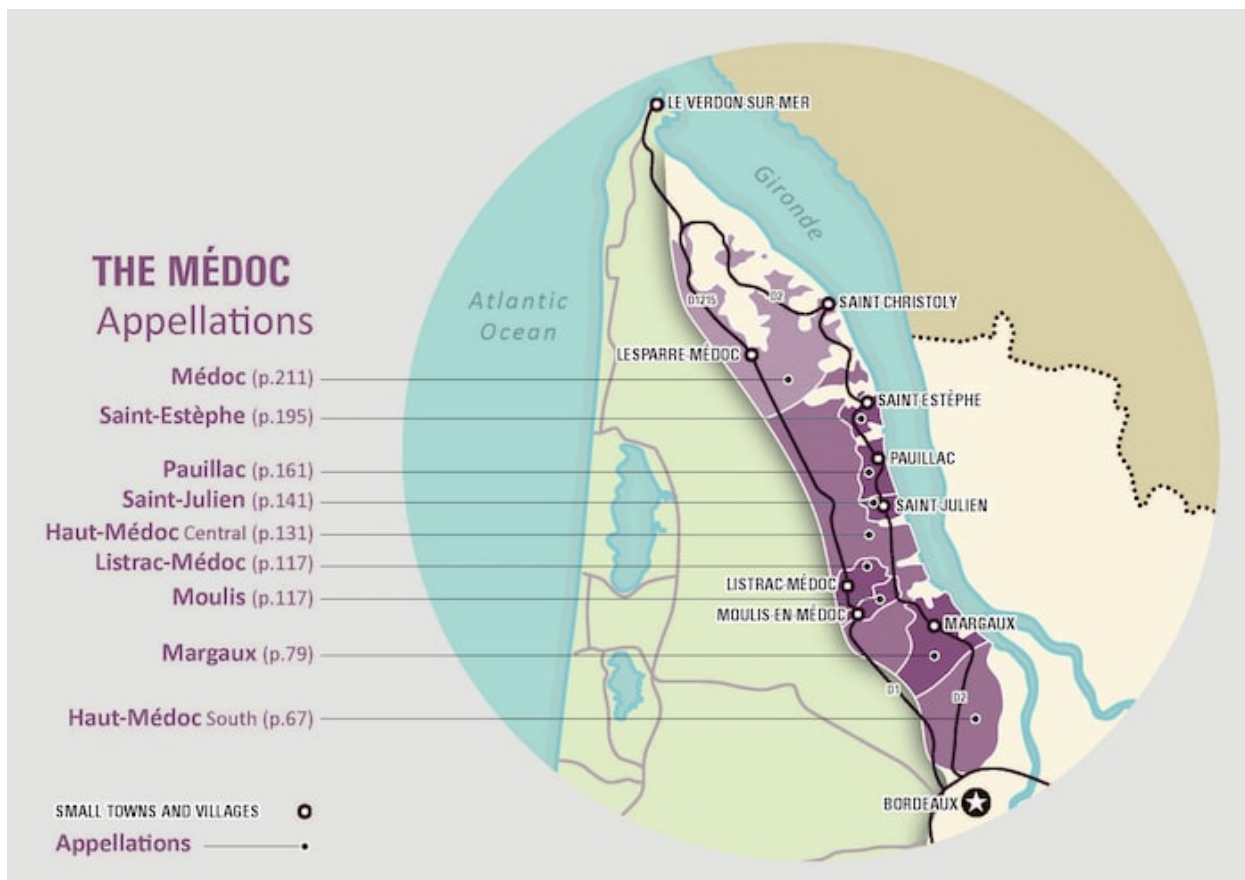 THE MÉDOC
Appellations
Médoc (p.211)
Saint-Estèphe (p.195)
Pauillac (p.161)
Saint-Julien (p.141)
Haut-Médoc Central (p.131)
Listrac-Médoc (p.117)
Moulis (p.117)
Margaux (p.79)
Haut-Médoc South (p.67)
SMALL TOWNS AND VILLAGES
Appellations
Atlantic
Ocean
Gironde
LE VERDON-SUR-MER
D1215
D2
SAINT CHRISTOLY
LESPARRE-MÉDOC
SAINT-ESTÈPHE
PAUILLAC
SAINT-JULIEN
LISTRAC-MÉDOC
MOULIS-EN-MÉDOC
MARGAUX
D1
D2
BORDEAUX